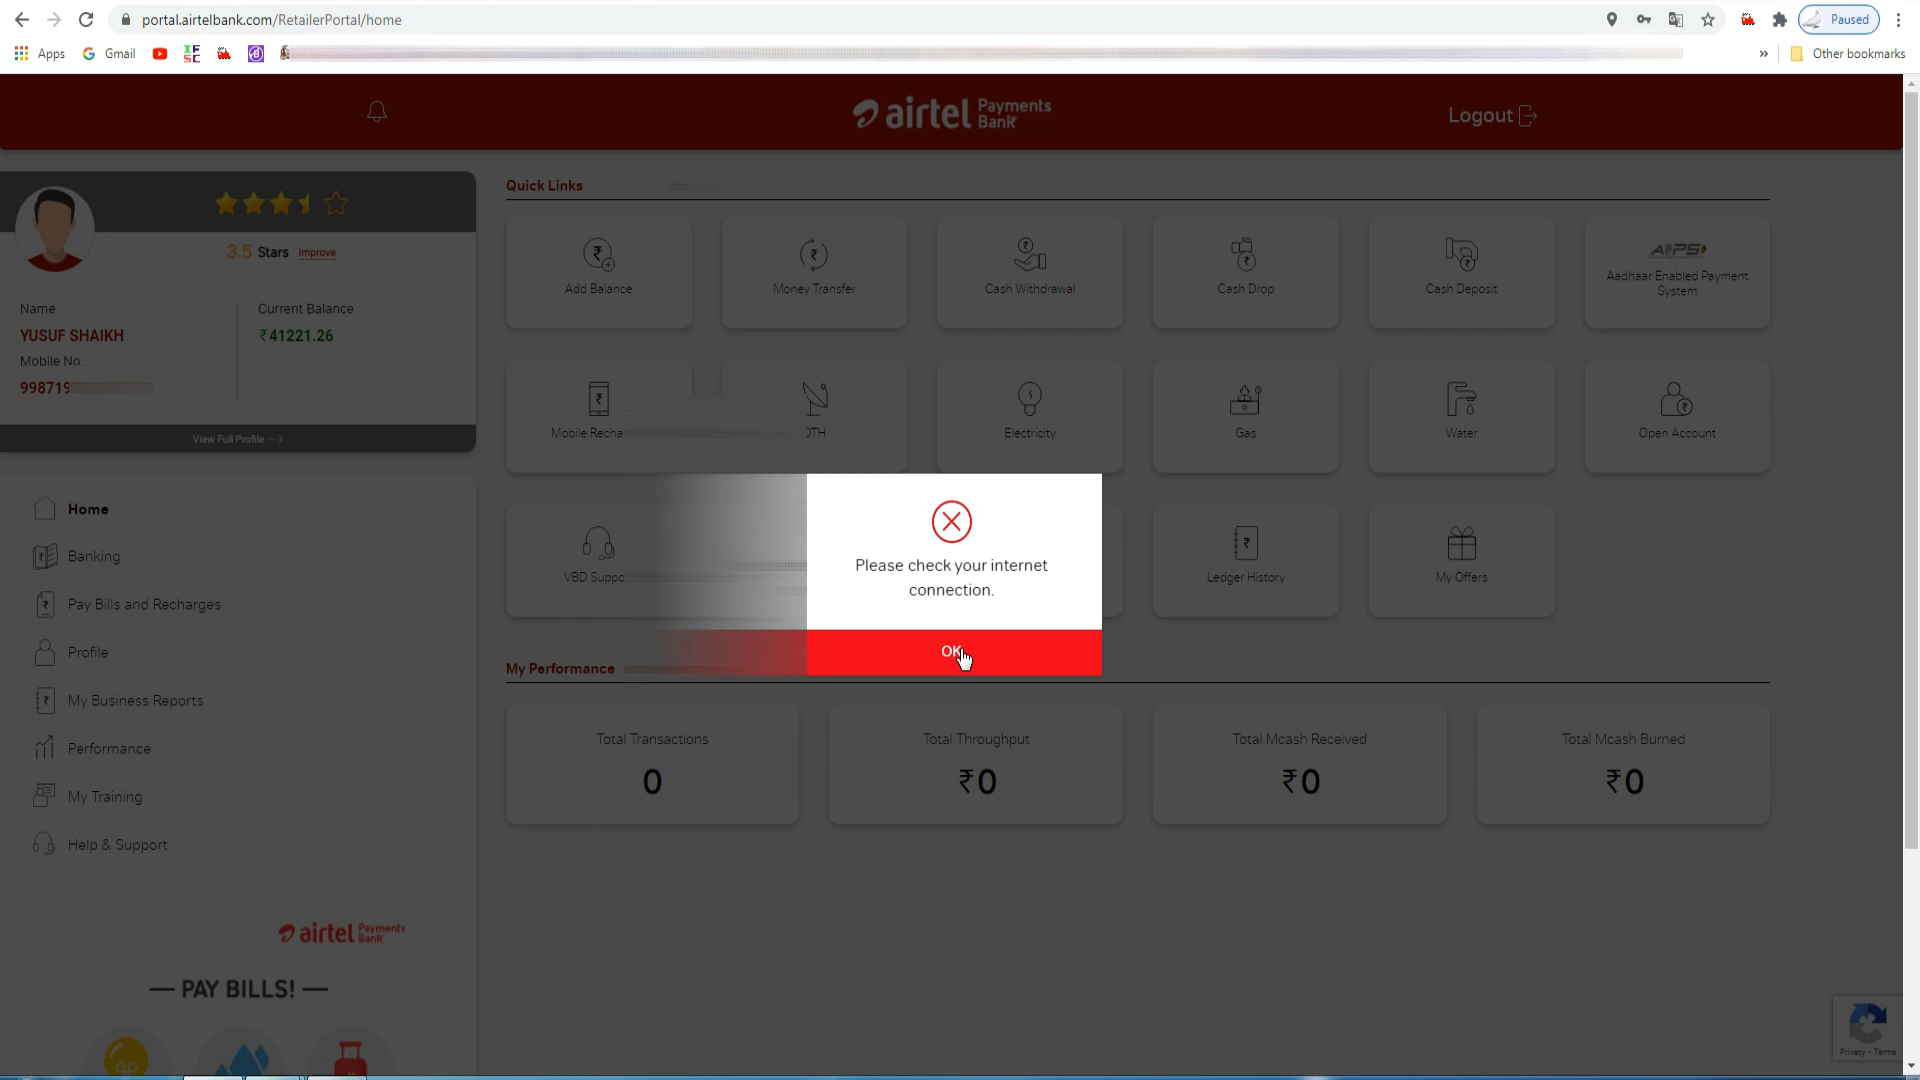 portal.airtelbank.com/RetailerPortal/home
Paused
Apps
Gmail
IFSC
Other bookmarks
airtel Payments Bank
Logout
3.5 Stars Improve
Name
YUSUF SHAIKH
Current Balance
₹41221.26
Mobile No.
998719
View Full Profile
Home
Banking
Pay Bills and Recharges
Profile
My Business Reports
Performance
My Training
Help & Support
airtel Payments Bank
PAY BILLS!
Quick Links
Add Balance
Money Transfer
Cash Withdrawal
Cash Drop
Cash Deposit
AEPS
Aadhaar Enabled Payment
System
Electricity
Gas
Water
Open Account
VBD
Ledger History
My Offers
Please check your internet
connection.
OK
My Performance
Total Transactions
0
Total Throughput
₹0
Total Mcash Received
₹0
Total Mcash Burned
₹0
Privacy - Terms